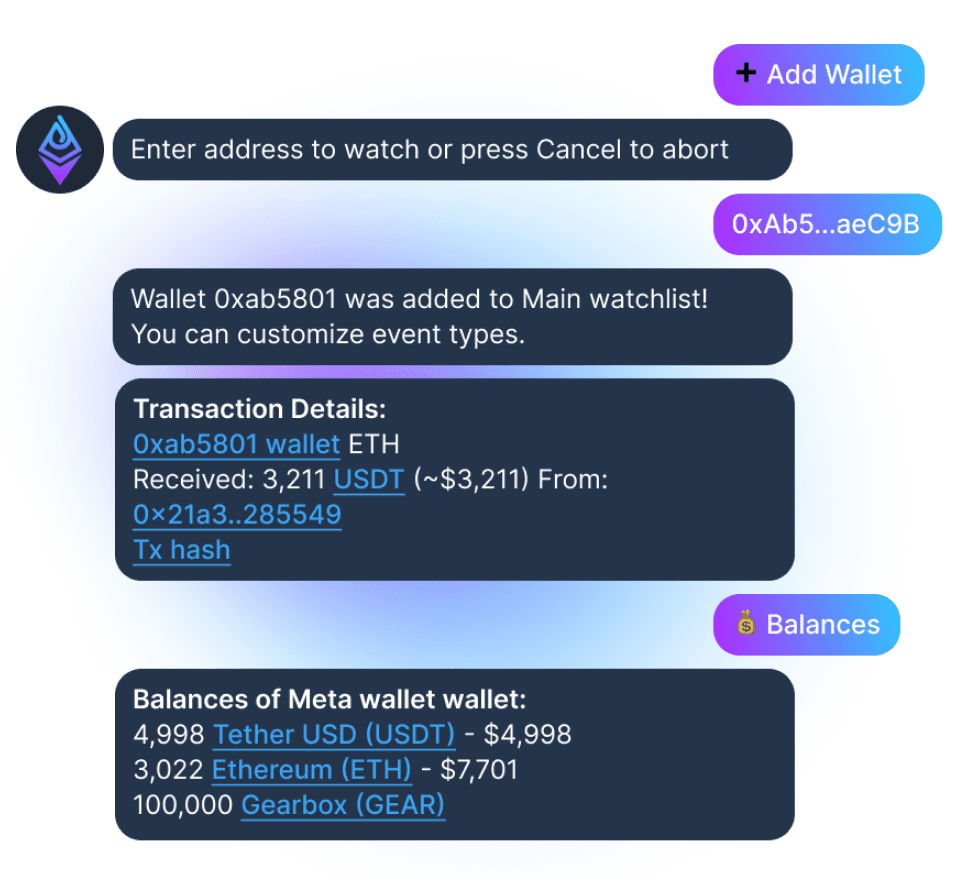 ➕ Add Wallet
Enter address to watch or press Cancel to abort
0xAb5...aeC9B
Wallet 0xab5801 was added to Main watchlist!
You can customize event types.
Transaction Details:
0xab5801 wallet ETH
Received: 3,211 USDT (~$3,211) From:
0×21a3..285549
Tx hash
💰 Balances
Balances of Meta wallet wallet:
4,998 Tether USD (USDT) - $4,998
3,022 Ethereum (ETH) - $7,701
100,000 Gearbox (GEAR)